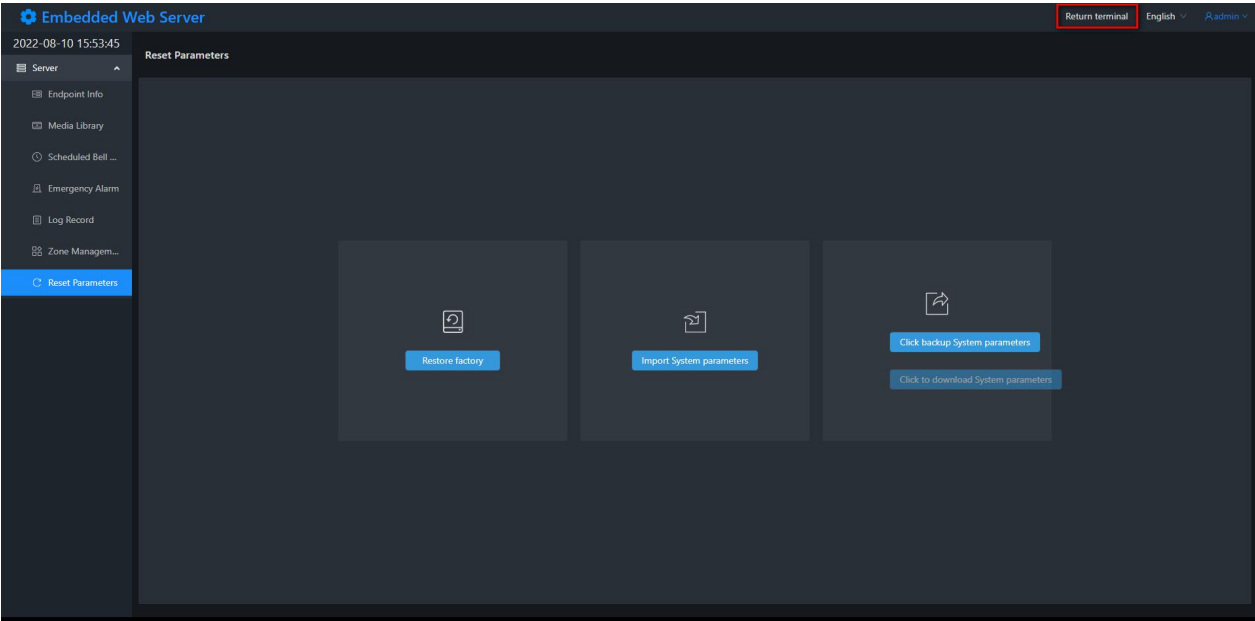 Embedded Web Server
Return terminal
English
admin
2022-08-10 15:53:45
Reset Parameters
Server
Endpoint Info
Media Library
Scheduled Bell ...
Emergency Alarm
Log Record
Zone Managem...
Reset Parameters
Restore factory
Import System parameters
Click backup System parameters
Click to download System parameters